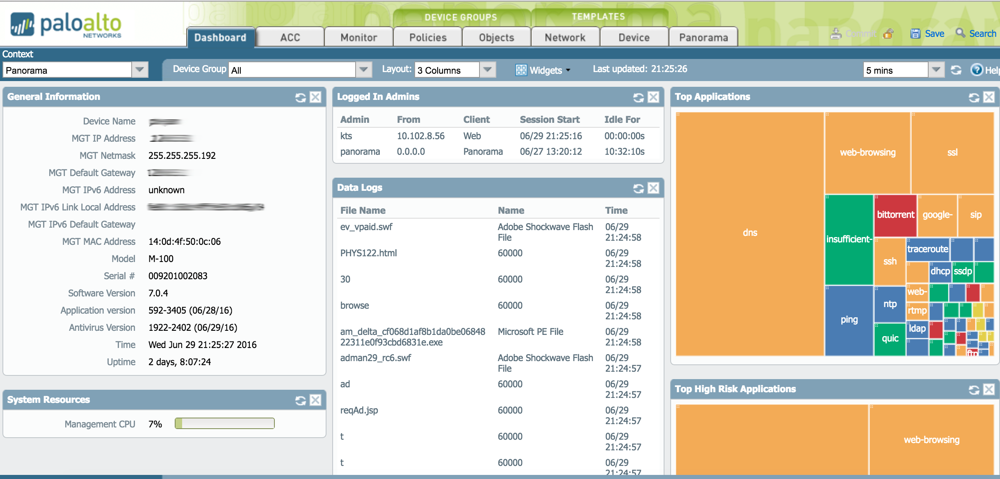 paloalto
NETWORKS
DEVICE GROUPS
TEMPLATES
Dashboard
ACC
Monitor
Policies
Objects
Network
Device
Panorama
Commit
Save
Search
Context
Panorama
Device Group
All
Layout:
3 Columns
Widgets
Last updated: 21:25:26
5 mins
Help
General Information
Device Name
MGT IP Address
MGT Netmask 255.255.255.192
MGT Default Gateway
MGT IPv6 Address unknown
MGT IPv6 Link Local Address
MGT IPv6 Default Gateway
MGT MAC Address 14:0d:4f:50:0c:06
Model M-100
Serial # 009201002083
Software Version 7.0.4
Application version 592-3405 (06/28/16)
Antivirus Version 1922-2402 (06/29/16)
Time Wed Jun 29 21:25:27 2016
Uptime 2 days, 8:07:24
System Resources
Management CPU 7%
Logged In Admins
Admin From Client Session Start Idle For
kts 10.102.8.56 Web 06/29 21:25:16 00:00:00s
panorama 0.0.0.0 Panorama 06/27 13:20:12 10:32:10s
Data Logs
File Name Name Time
ev_vpaid.swf Adobe Shockwave Flash 06/29
File 21:24:58
PHYS122.html 60000 06/29
21:24:58
30 60000 06/29
21:24:58
browse 60000 06/29
21:24:58
am_delta_cf068d1af8b1da0be06848 Microsoft PE File 06/29
22311e0f93cbd6831e.exe 21:24:58
adman29_rc6.swf Adobe Shockwave Flash 06/29
File 21:24:57
ad 60000 06/29
21:24:57
reqAd.jsp 60000 06/29
21:24:57
t 60000 06/29
21:24:57
t 60000 06/29
21:24:57
Top Applications
dns
web-browsing
ssl
insufficient-
bittorrent
google-
sip
ssh
traceroute
dhcp
ssdp
web-
ntp
rtmp
ping
ldap
quic
ftp
Top High Risk Applications
web-browsing